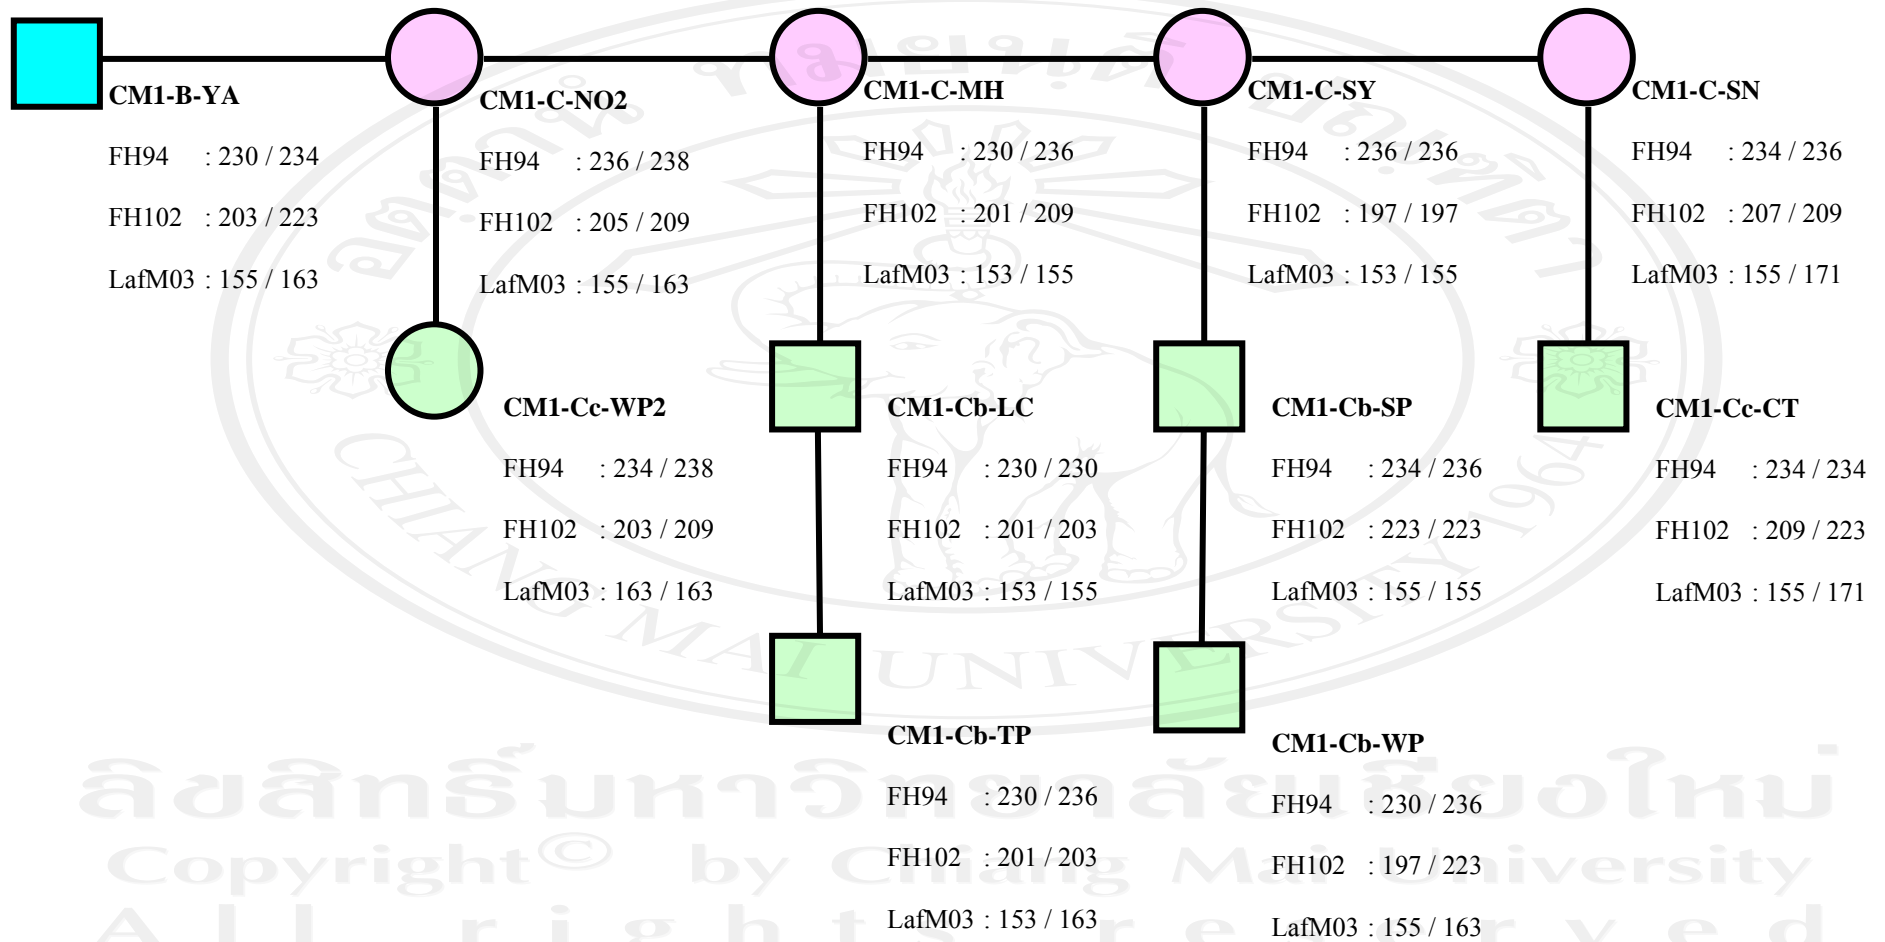 CM1-B-YA
FH94 : 230 / 234
FH102 : 203 / 223
LafM03 : 155 / 163
CM1-C-NO2
FH94 : 236 / 238
FH102 : 205 / 209
LafM03 : 155 / 163
CM1-C-MH
FH94 : 230 / 236
FH102 : 201 / 209
LafM03 : 153 / 155
CM1-C-SY
FH94 : 236 / 236
FH102 : 197 / 197
LafM03 : 153 / 155
CM1-C-SN
FH94 : 234 / 236
FH102 : 207 / 209
LafM03 : 155 / 171
CM1-Cc-WP2
FH94 : 234 / 238
FH102 : 203 / 209
LafM03 : 163 / 163
CM1-Cb-LC
FH94 : 230 / 230
FH102 : 201 / 203
LafM03 : 153 / 155
CM1-Cb-SP
FH94 : 234 / 236
FH102 : 223 / 223
LafM03 : 155 / 155
CM1-Cc-CT
FH94 : 234 / 234
FH102 : 209 / 223
LafM03 : 155 / 171
CM1-Cb-TP
FH94 : 230 / 236
FH102 : 201 / 203
LafM03 : 153 / 163
CM1-Cb-WP
FH94 : 230 / 236
FH102 : 197 / 223
LafM03 : 155 / 163
CHIANG MAI UNIVERSITY 1964
ลิขสิทธิ์มหาวิทยาลัยเชียงใหม่
Copyright© by Chiang Mai University
All rights reserved